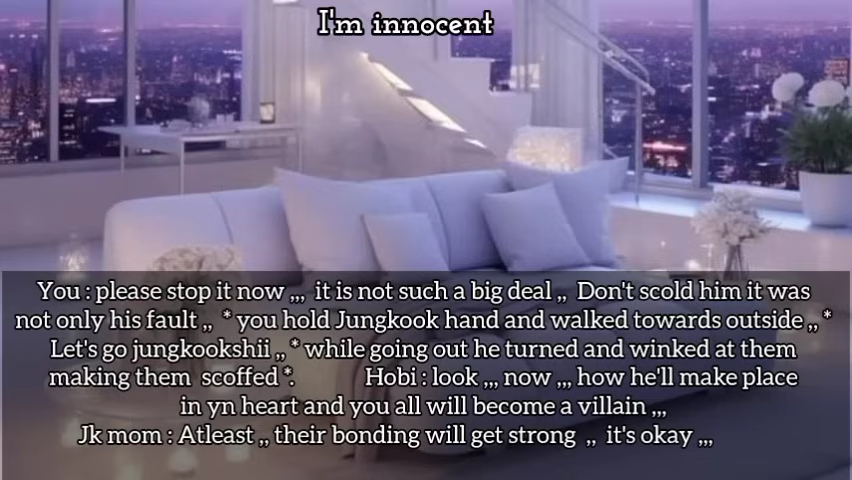 I'm innocent
You : please stop it now ,,, it is not such a big deal ,, Don't scold him it was
not only his fault ,, * you hold Jungkook hand and walked towards outside ,, *
Let's go jungkookshii ,, * while going out he turned and winked at them
making them scoffed *. Hobi : look ,,, now ,,, how he'll make place
in yn heart and you all will become a villain ,,,
Jk mom : Atleast ,, their bonding will get strong ,, it's okay ,,,